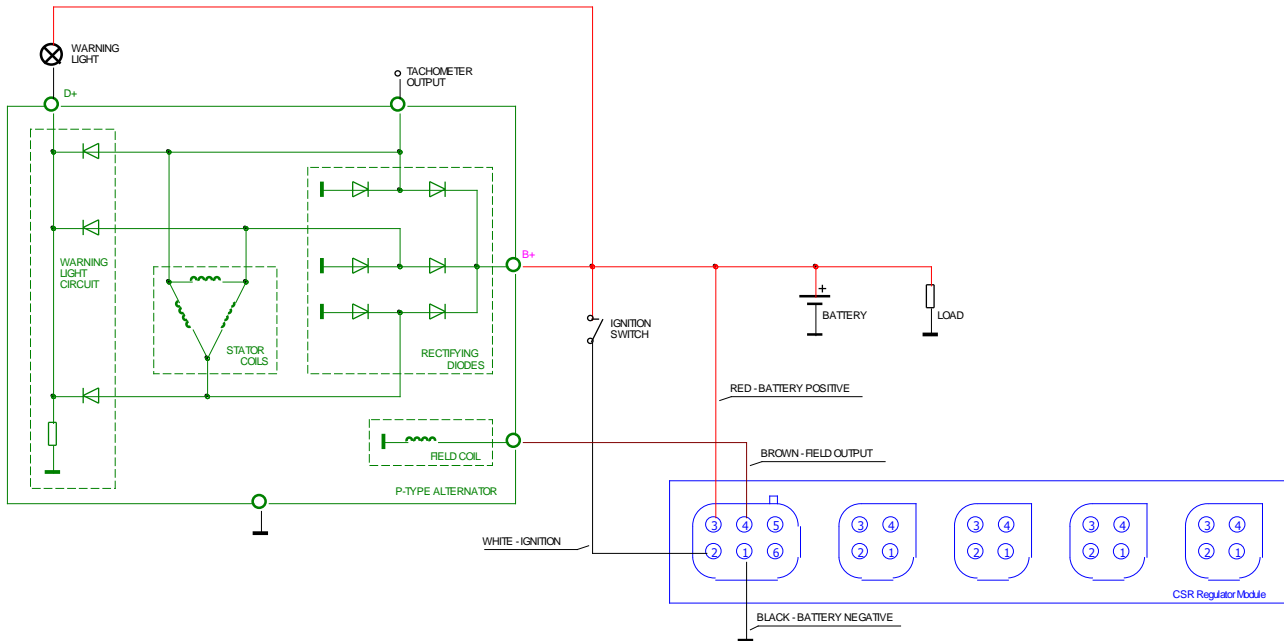 WARNING
LIGHT
TACHOMETER
OUTPUT
D+
B+
WARNING
LIGHT
CIRCUIT
STATOR
COILS
RECTIFYING
DIODES
IGNITION
SWITCH
+
BATTERY
LOAD
RED - BATTERY POSITIVE
FIELD COIL
BROWN - FIELD OUTPUT
P-TYPE ALTERNATOR
WHITE - IGNITION
3 4 5
2 1 6
3 4
2 1
3 4
2 1
3 4
2 1
3 4
2 1
CSR Regulator Module
BLACK - BATTERY NEGATIVE